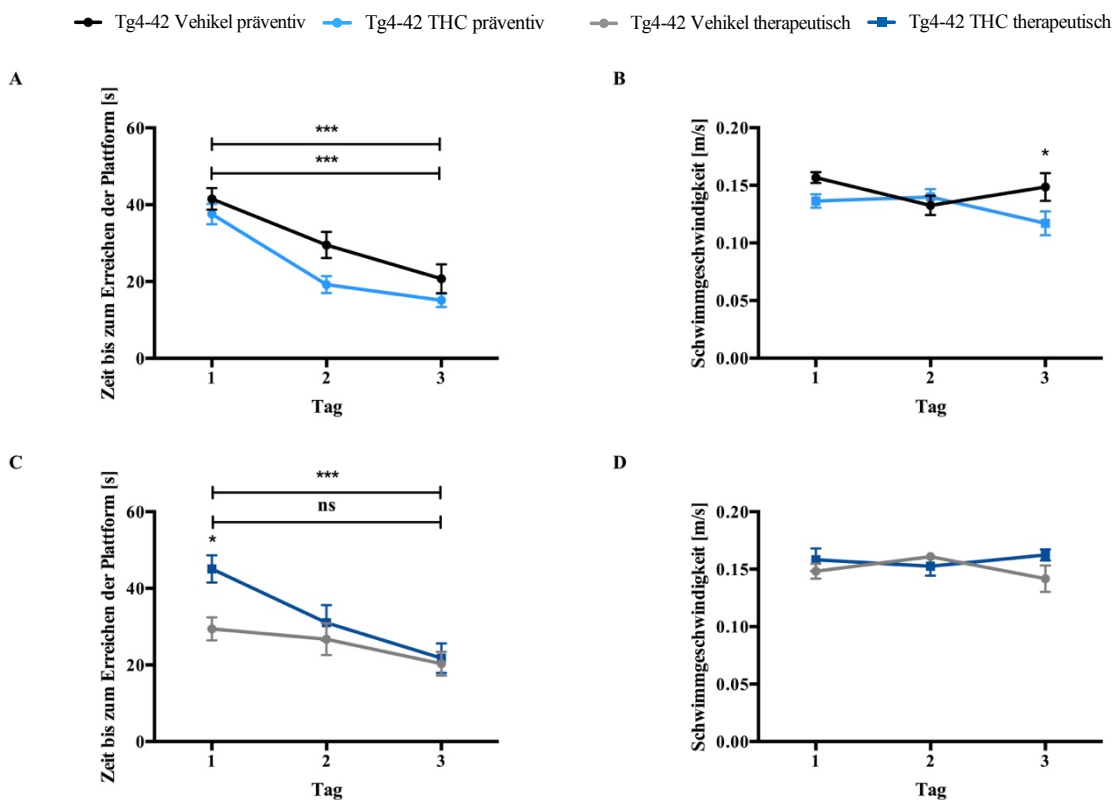 Tg4-42 Vehikel präventiv Tg4-42 THC präventiv Tg4-42 Vehikel therapeutisch Tg4-42 THC therapeutisch
A
Zeit bis zum Erreichen der Plattform [s]
60
40
20
0
***
***
1 2 3
Tag
B
Schwimmgeschwindigkeit [m/s]
0.20
0.15
0.10
0.05
0.00
*
1 2 3
Tag
C
Zeit bis zum Erreichen der Plattform [s]
60
40
20
0
***
ns
*
1 2 3
Tag
D
Schwimmgeschwindigkeit [m/s]
0.20
0.15
0.10
0.05
0.00
1 2 3
Tag